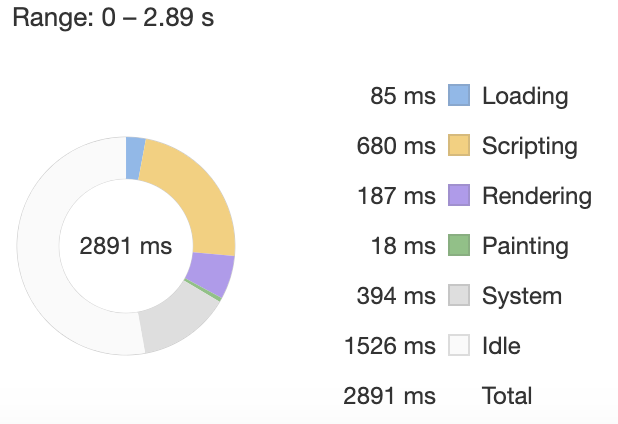 Range: 0 – 2.89 s
85 ms Loading
680 ms Scripting
187 ms Rendering
2891 ms
18 ms Painting
394 ms System
1526 ms Idle
2891 ms Total